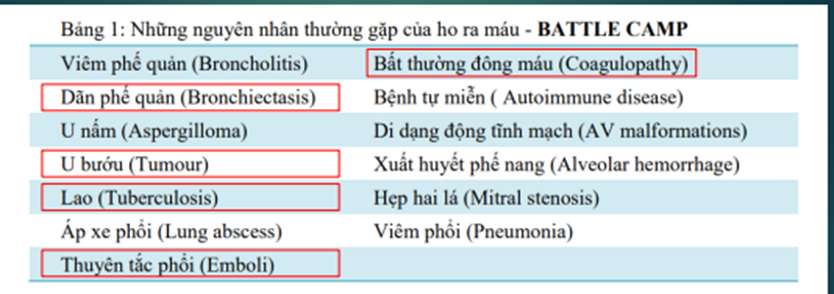 Bảng 1: Những nguyên nhân thường gặp của ho ra máu - BATTLE CAMP
Viêm phế quản (Broncholitis) Bất thường đông máu (Coagulopathy)
Dãn phế quản (Bronchiectasis) Bệnh tự miễn ( Autoimmune disease)
U nấm (Aspergilloma) Di dạng động tĩnh mạch (AV malformations)
U bướu (Tumour) Xuất huyết phế nang (Alveolar hemorrhage)
Lao (Tuberculosis) Hẹp hai lá (Mitral stenosis)
Áp xe phổi (Lung abscess) Viêm phổi (Pneumonia)
Thuyên tắc phổi (Emboli)